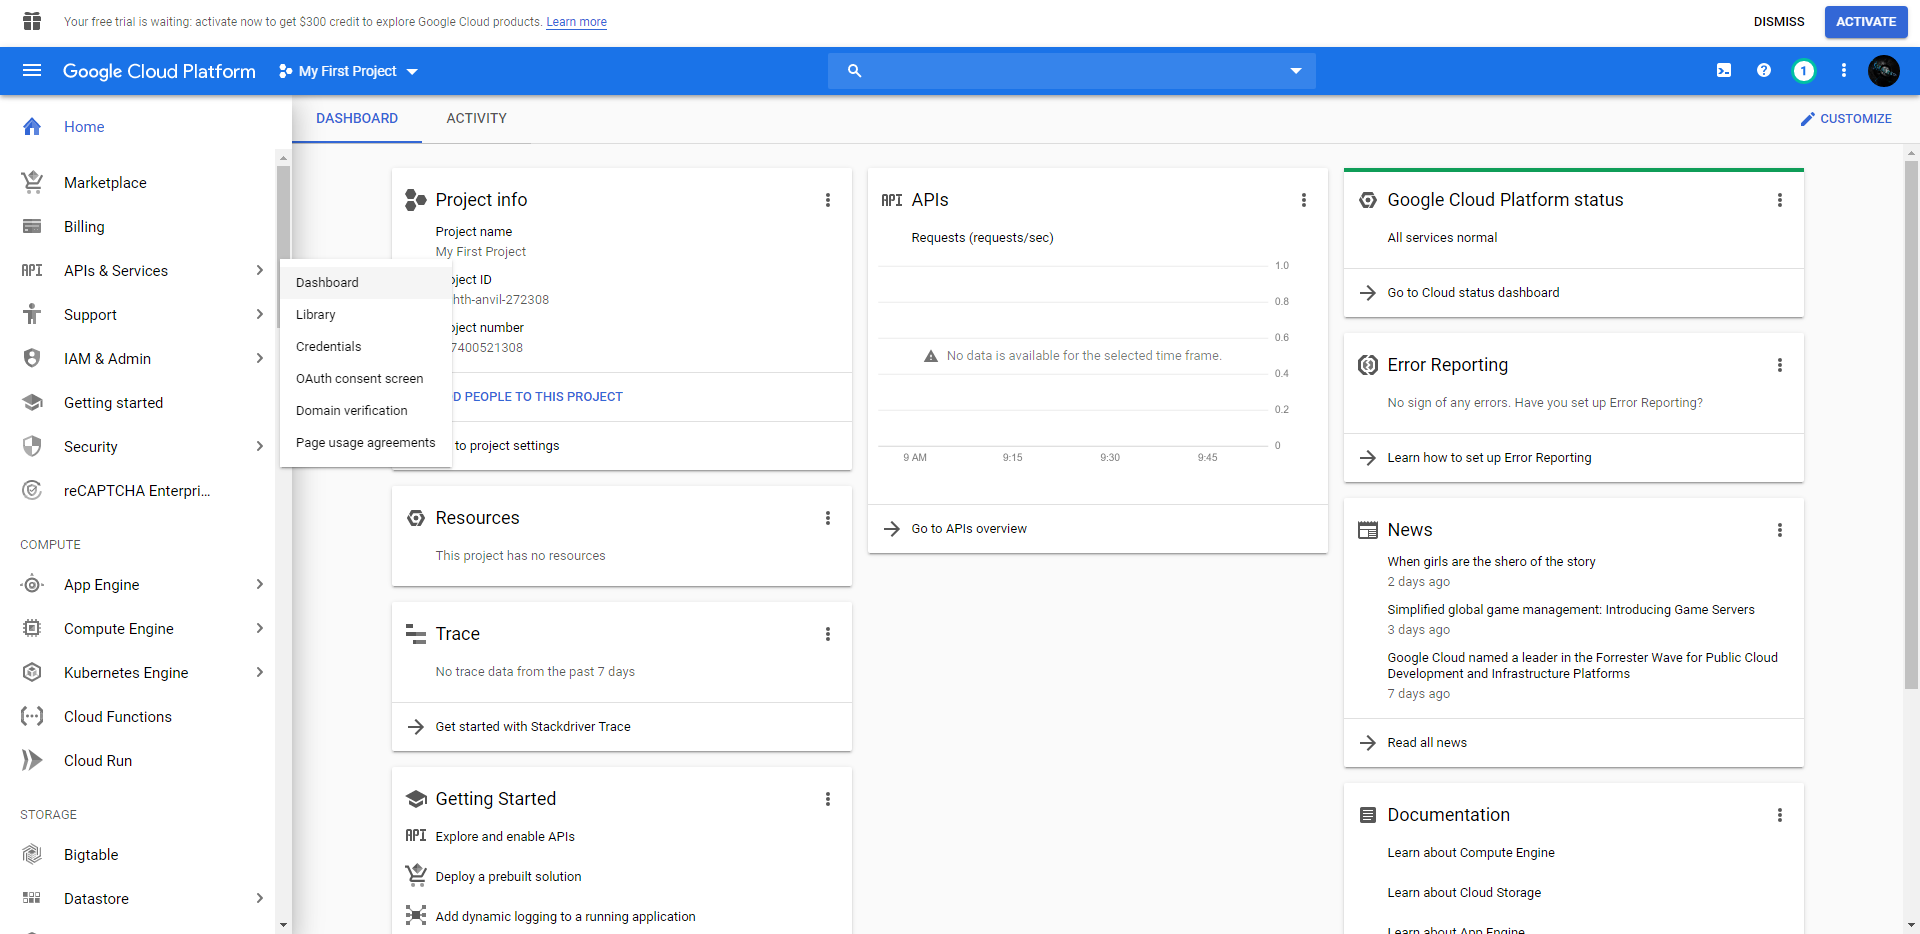 Your free trial is waiting: activate now to get $300 credit to explore Google Cloud products. Learn more
DISMISS
ACTIVATE
Google Cloud Platform
My First Project
1
Home
Marketplace
Billing
API
APIs & Services
Support
IAM & Admin
Getting started
Security
reCAPTCHA Enterpri...
COMPUTE
App Engine
Compute Engine
Kubernetes Engine
Cloud Functions
Cloud Run
STORAGE
Bigtable
Datastore
Dashboard
Library
Credentials
OAuth consent screen
Domain verification
Page usage agreements
DASHBOARD
ACTIVITY
CUSTOMIZE
Project info
Project name
My First Project
ject ID
hth-anvil-272308
ject number
7400521308
D PEOPLE TO THIS PROJECT
to project settings
Resources
This project has no resources
Trace
No trace data from the past 7 days
Get started with Stackdriver Trace
Getting Started
API
Explore and enable APIs
Deploy a prebuilt solution
Add dynamic logging to a running application
API
APIs
Requests (requests/sec)
1.0
0.8
0.6
No data is available for the selected time frame.
0.4
0.2
0
9 AM
9:15
9:30
9:45
Go to APIs overview
Google Cloud Platform status
All services normal
Go to Cloud status dashboard
Error Reporting
No sign of any errors. Have you set up Error Reporting?
Learn how to set up Error Reporting
News
When girls are the shero of the story
2 days ago
Simplified global game management: Introducing Game Servers
3 days ago
Google Cloud named a leader in the Forrester Wave for Public Cloud
Development and Infrastructure Platforms
7 days ago
Read all news
Documentation
Learn about Compute Engine
Learn about Cloud Storage
Learn about App Engine